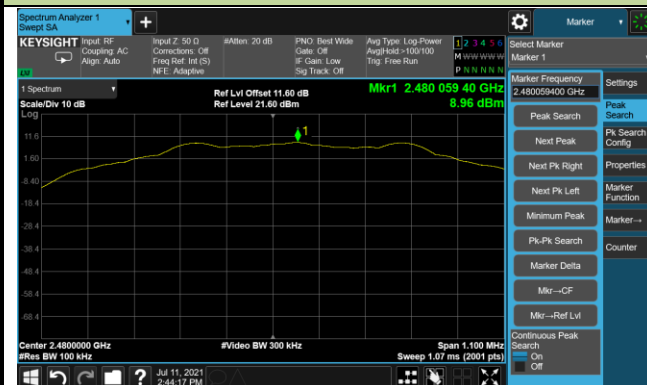 Spectrum Analyzer 1
Swept SA
Marker
KEYSIGHT
Input: RF
Coupling: AC
Align: Auto
Input Z: 50 Ω
Corrections: Off
Freq Ref: Int (S)
NFE: Adaptive
#Atten: 20 dB
PNO: Best Wide
Gate: Off
IF Gain: Low
Sig Track: Off
Avg Type: Log-Power
Avg|Hold:>100/100
Trig: Free Run
1 2 3 4 5 6
M W W W W W
P N N N N N
LXI
1 Spectrum
Scale/Div 10 dB
Log
Ref Lvl Offset 11.60 dB
Ref Level 21.60 dBm
Mkr1 2.480 059 40 GHz
8.96 dBm
1
11.6
1.60
-8.40
-18.4
-28.4
-38.4
-48.4
-58.4
-68.4
Center 2.4800000 GHz
#Res BW 100 kHz
#Video BW 300 kHz
Span 1.100 MHz
Sweep 1.07 ms (2001 pts)
Jul 11, 2021
2:44:17 PM
Select Marker
Marker 1
Marker Frequency
2.480059400 GHz
Peak Search
Next Peak
Next Pk Right
Next Pk Left
Minimum Peak
Pk-Pk Search
Marker Delta
Mkr→CF
Mkr→Ref Lvl
Continuous Peak
Search
On
Off
Settings
Peak
Search
Pk Search
Config
Properties
Marker
Function
Marker→
Counter